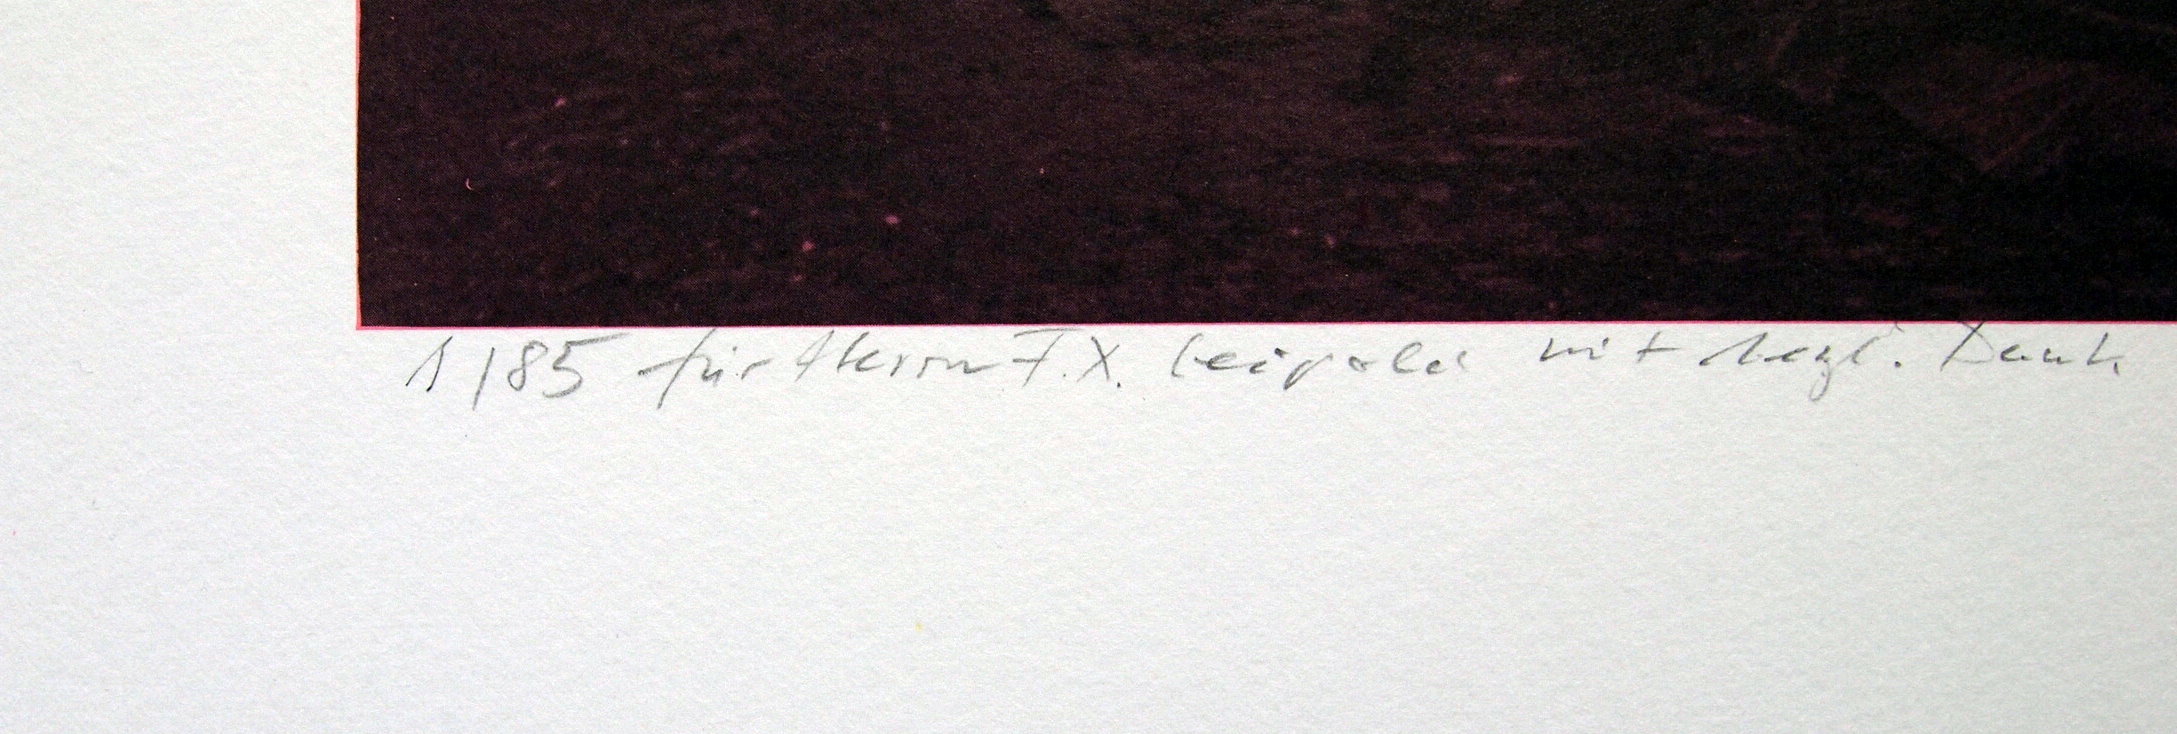 1/85 für Herrn F.X. Leipold mit herzl. Dank